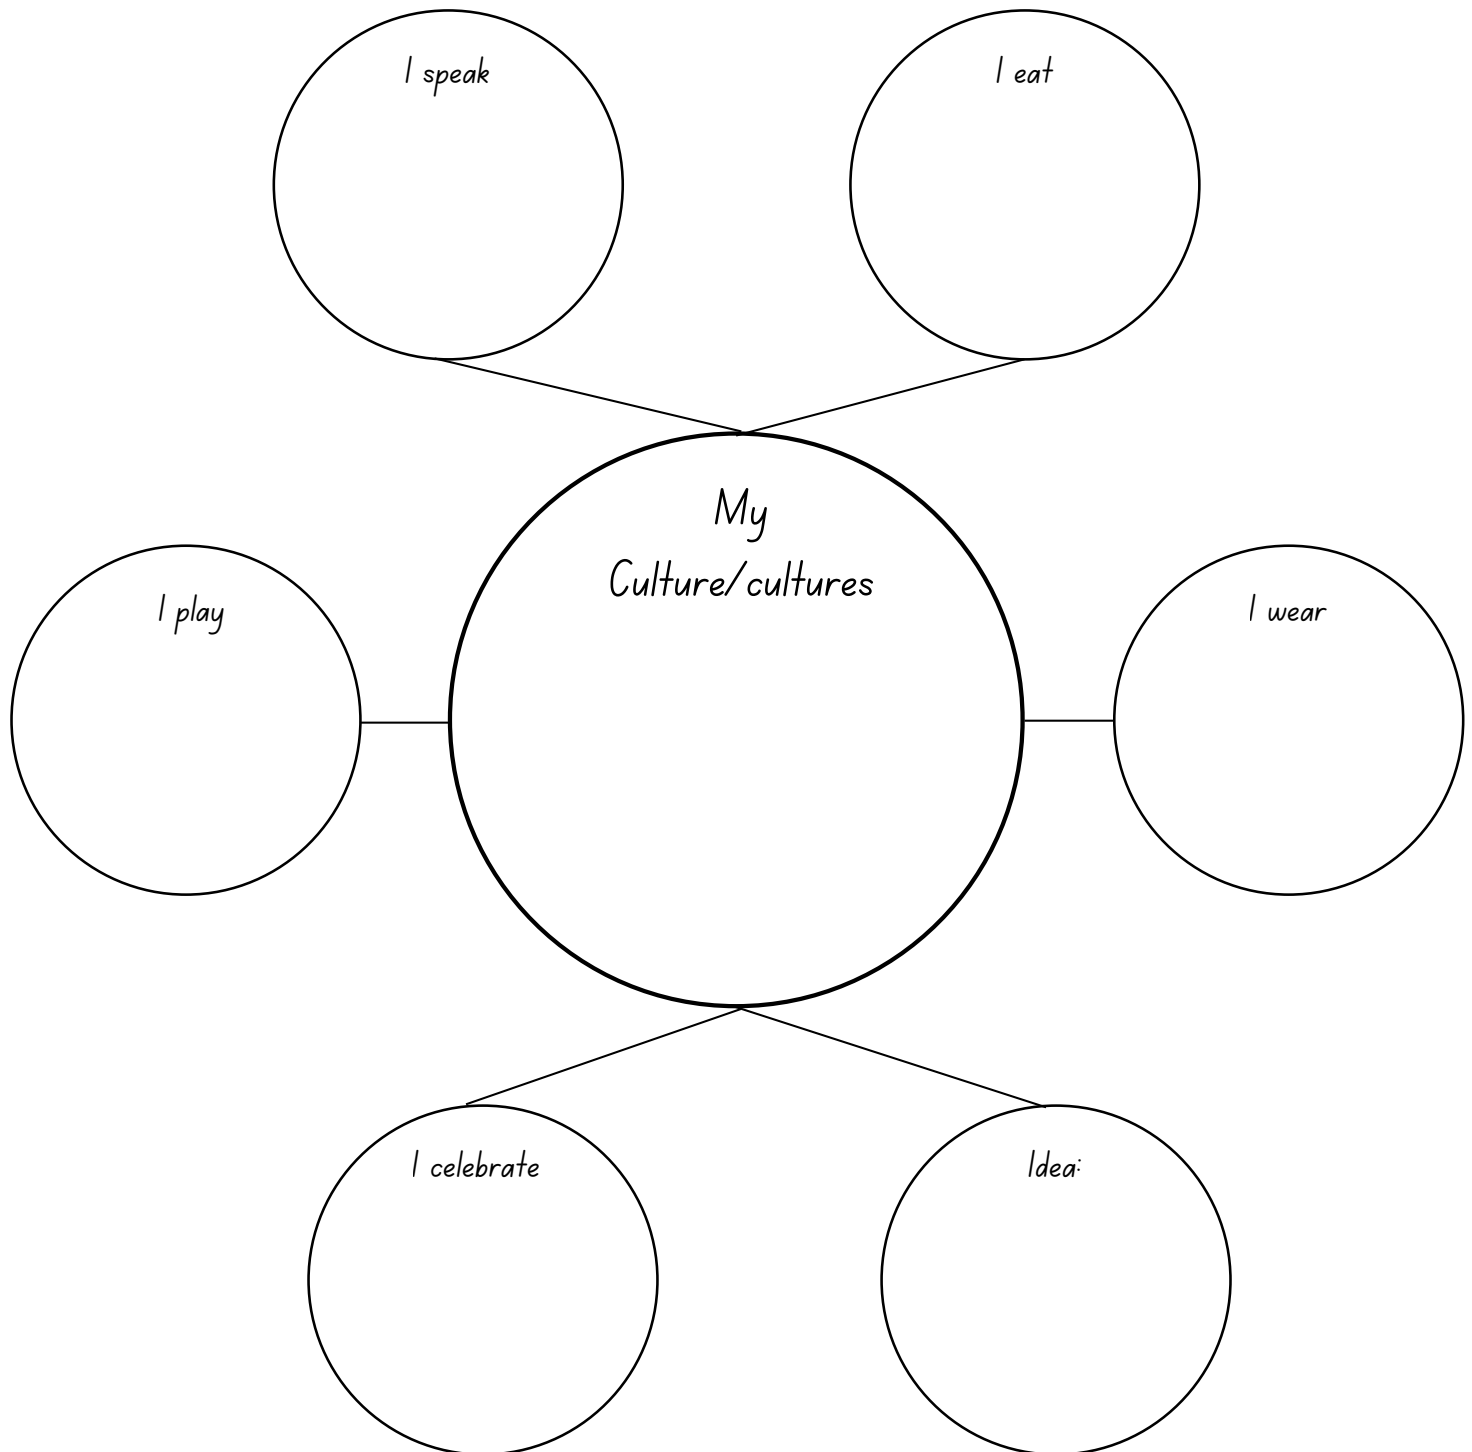 I speak
I eat
My
Culture/cultures
I play
I wear
I celebrate
Idea: